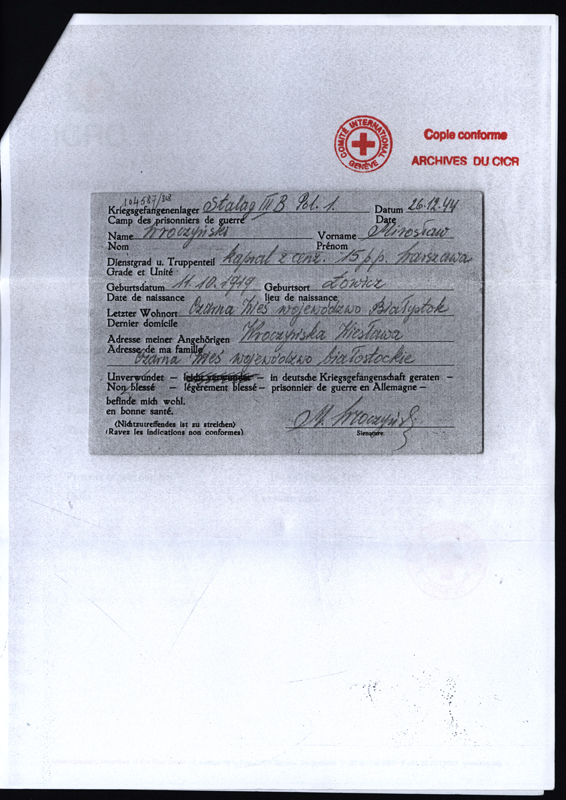 COMITÉ INTERNATIONAL
GENÈVE
Copie conforme
ARCHIVES DU CICR
Kriegsgefangenenlager Stalag III B Pol. 1. Datum 26.12.44
Camp des prisonniers de guerre Date
Name Wroczyński Vorname Mirosław
Nom Prénom
Dienstgrad u. Truppenteil kapral z cenz. 15 p.p. Warszawa
Grade et Unité
Geburtsdatum 11.10.1919 Geburtsort Łowicz
Date de naissance lieu de naissance
Letzter Wohnort Czarna Wieś województwo Białystok
Dernier domicile
Adresse meiner Angehörigen Wroczyńska Wiesława
Adresse de ma famille
Czarna Wieś województwo białostockie
Unverwundet – – in deutsche Kriegsgefangenschaft geraten –
Non blessé – légèrement blessé – prisonnier de guerre en Allemagne –
befinde mich wohl.
en bonne santé.
(Nichtzutreffendes ist zu streichen)
(Rayez les indications non conformes)
M. Wroczyński
Signature